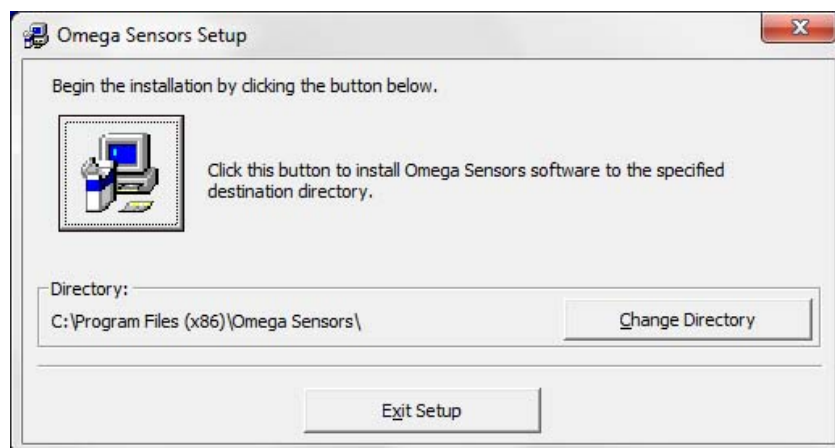 Omega Sensors Setup
Begin the installation by clicking the button below.
Click this button to install Omega Sensors software to the specified
destination directory.
Directory:
C:\Program Files (x86)\Omega Sensors\
Change Directory
Exit Setup